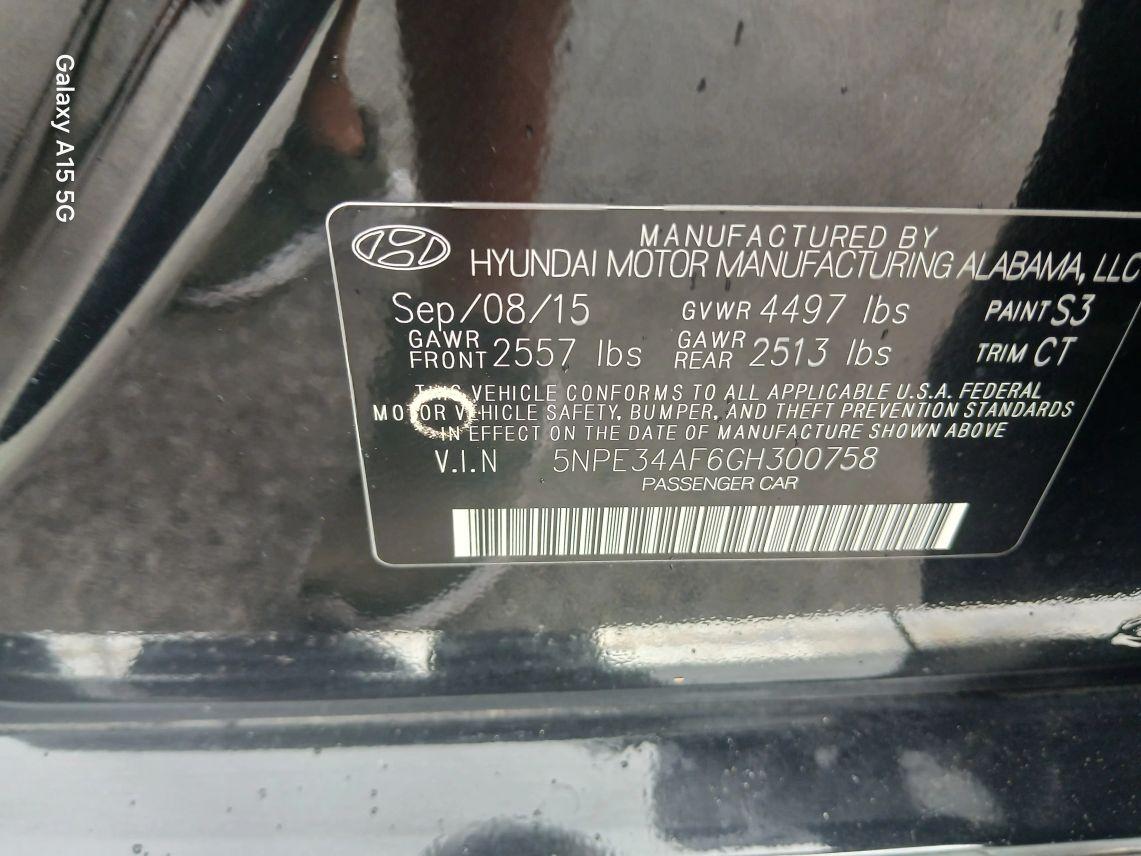 Galaxy A15 5G
MANUFACTURED BY
HYUNDAI MOTOR MANUFACTURING ALABAMA, LLC
Sep/08/15 GVWR 4497 lbs PAINT S3
GAWR FRONT 2557 lbs GAWR REAR 2513 lbs TRIM CT
THIS VEHICLE CONFORMS TO ALL APPLICABLE U.S.A. FEDERAL
MOTOR VEHICLE SAFETY, BUMPER, AND THEFT PREVENTION STANDARDS
IN EFFECT ON THE DATE OF MANUFACTURE SHOWN ABOVE
V.I.N 5NPE34AF6GH300758
PASSENGER CAR